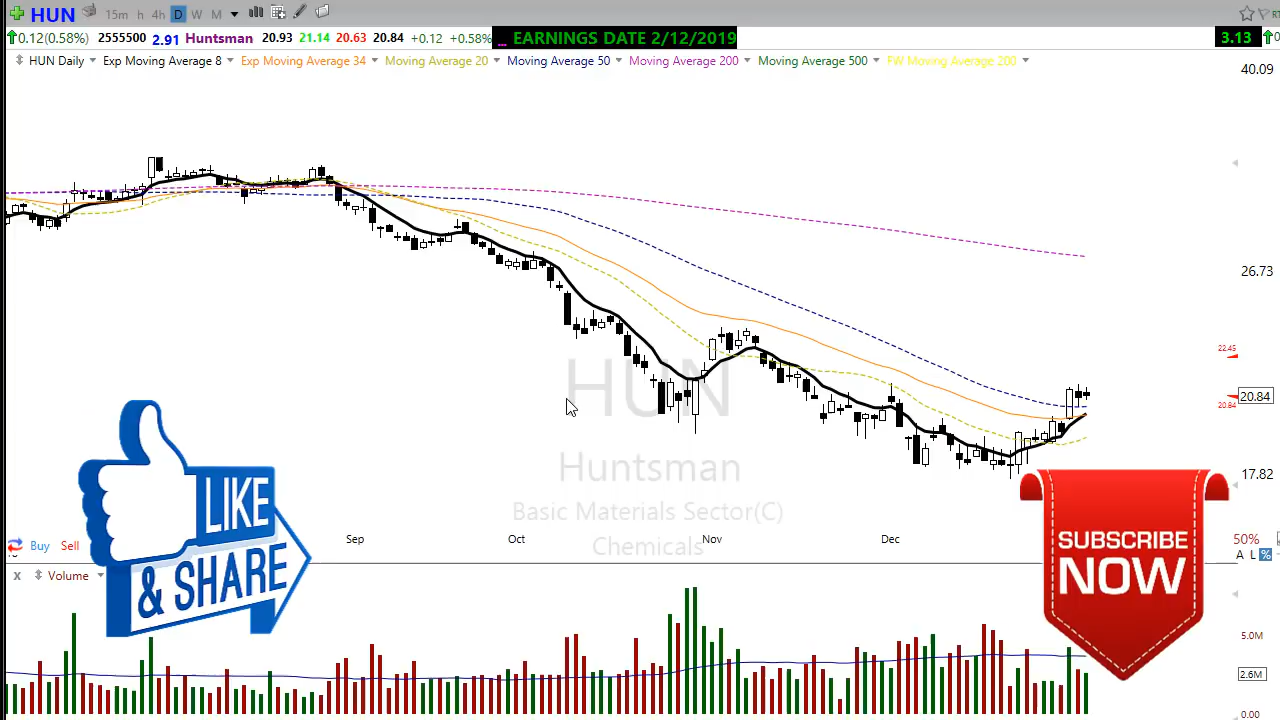 HUN 15m h 4h D W M
0.12(0.58%) 2555500 2.91 Huntsman 20.93 21.14 20.63 20.84 +0.12 +0.58% _ EARNINGS DATE 2/12/2019 3.13
HUN Daily Exp Moving Average 8 Exp Moving Average 34 Moving Average 20 Moving Average 50 Moving Average 200 Moving Average 500 FW Moving Average 200
40.09
26.73
22.45
20.84
20.84
17.82
HUN
Huntsman
Basic Materials Sector(C)
Chemicals
Buy Sell
Sep Oct Nov Dec
50%
A L %
LIKE
& SHARE
SUBSCRIBE
NOW
X Volume
5.0M
2.6M
0.00